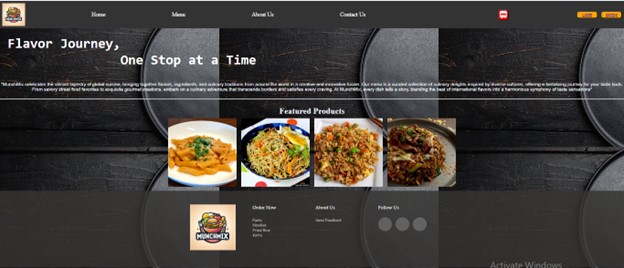 MUNCHMIX
Home Menu About Us Contact Us
Flavor Journey,
One Stop at a Time
"MunchMix celebrates the vibrant tapestry of global cuisine, bringing together flavors, ingredients, and culinary traditions from around the world in a creative and innovative fusion. Our menu is a curated collection of culinary delights inspired by diverse cultures, offering a tantalizing journey for your taste buds.
From savory street food favorites to exquisite gourmet creations, embark on a culinary adventure that transcends borders and satisfies every craving. At MunchMix, every dish tells a story, blending the best of international flavors into a harmonious symphony of taste sensations"
Featured Products
MUNCHMIX
Order Now About Us Follow Us
Pasta
Noodles
Fried Rice
Extra
Activate Windows